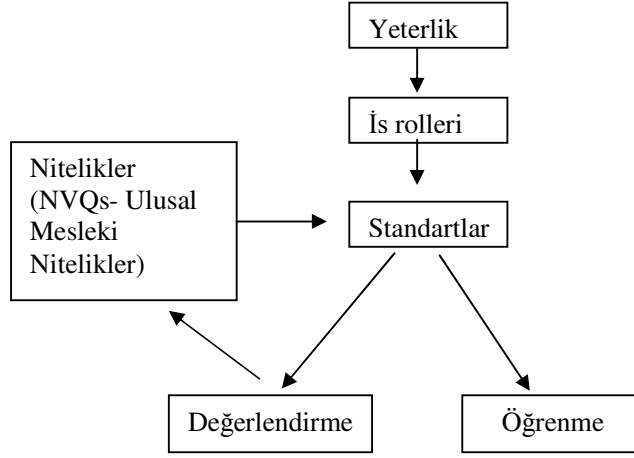 Yeterlik
İs rolleri
Nitelikler
(NVQs- Ulusal
Mesleki
Nitelikler)
Standartlar
Değerlendirme
Öğrenme